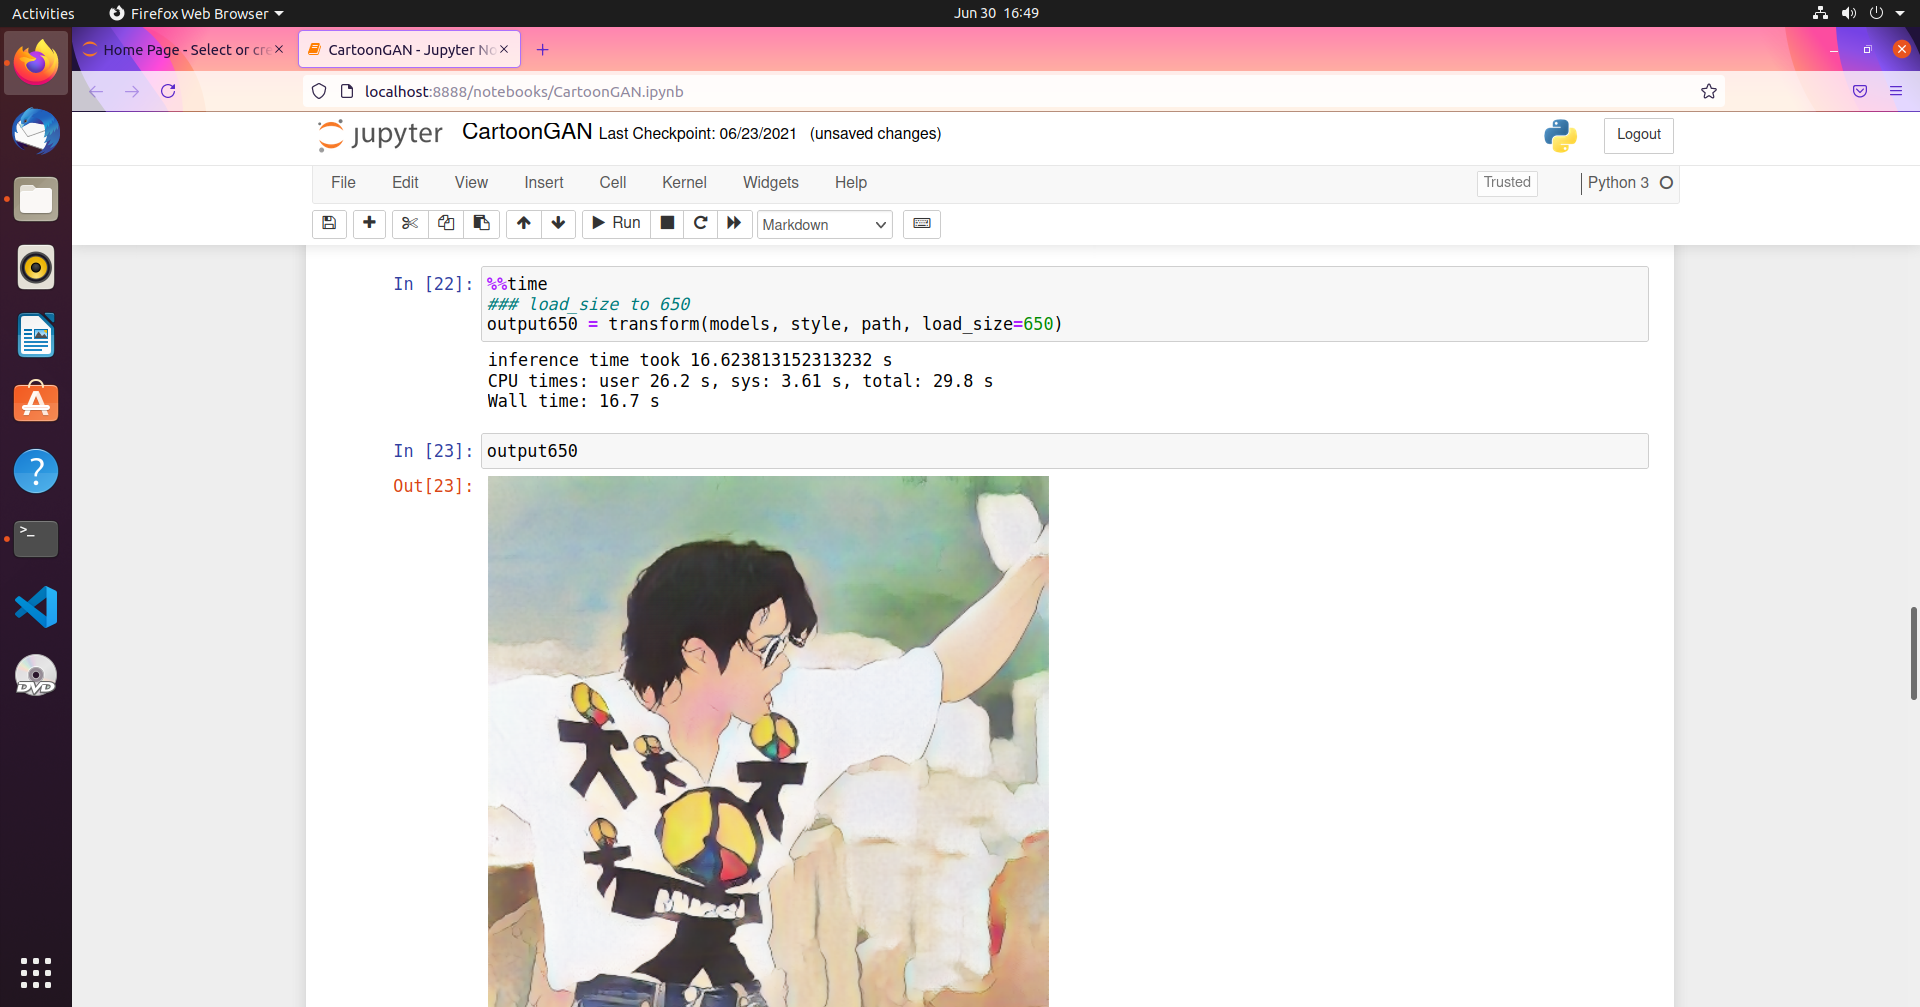 Activities Firefox Web Browser Jun 30 16:49
Home Page - Select or cre CartoonGAN - Jupyter No
localhost:8888/notebooks/CartoonGAN.ipynb
jupyter CartoonGAN Last Checkpoint: 06/23/2021 (unsaved changes) Logout
File Edit View Insert Cell Kernel Widgets Help Trusted Python 3
Run Markdown
In [22]: %%time
### load_size to 650
output650 = transform(models, style, path, load_size=650)
inference time took 16.623813152313232 s
CPU times: user 26.2 s, sys: 3.61 s, total: 29.8 s
Wall time: 16.7 s
In [23]: output650
Out[23]:
>_
?
DVD